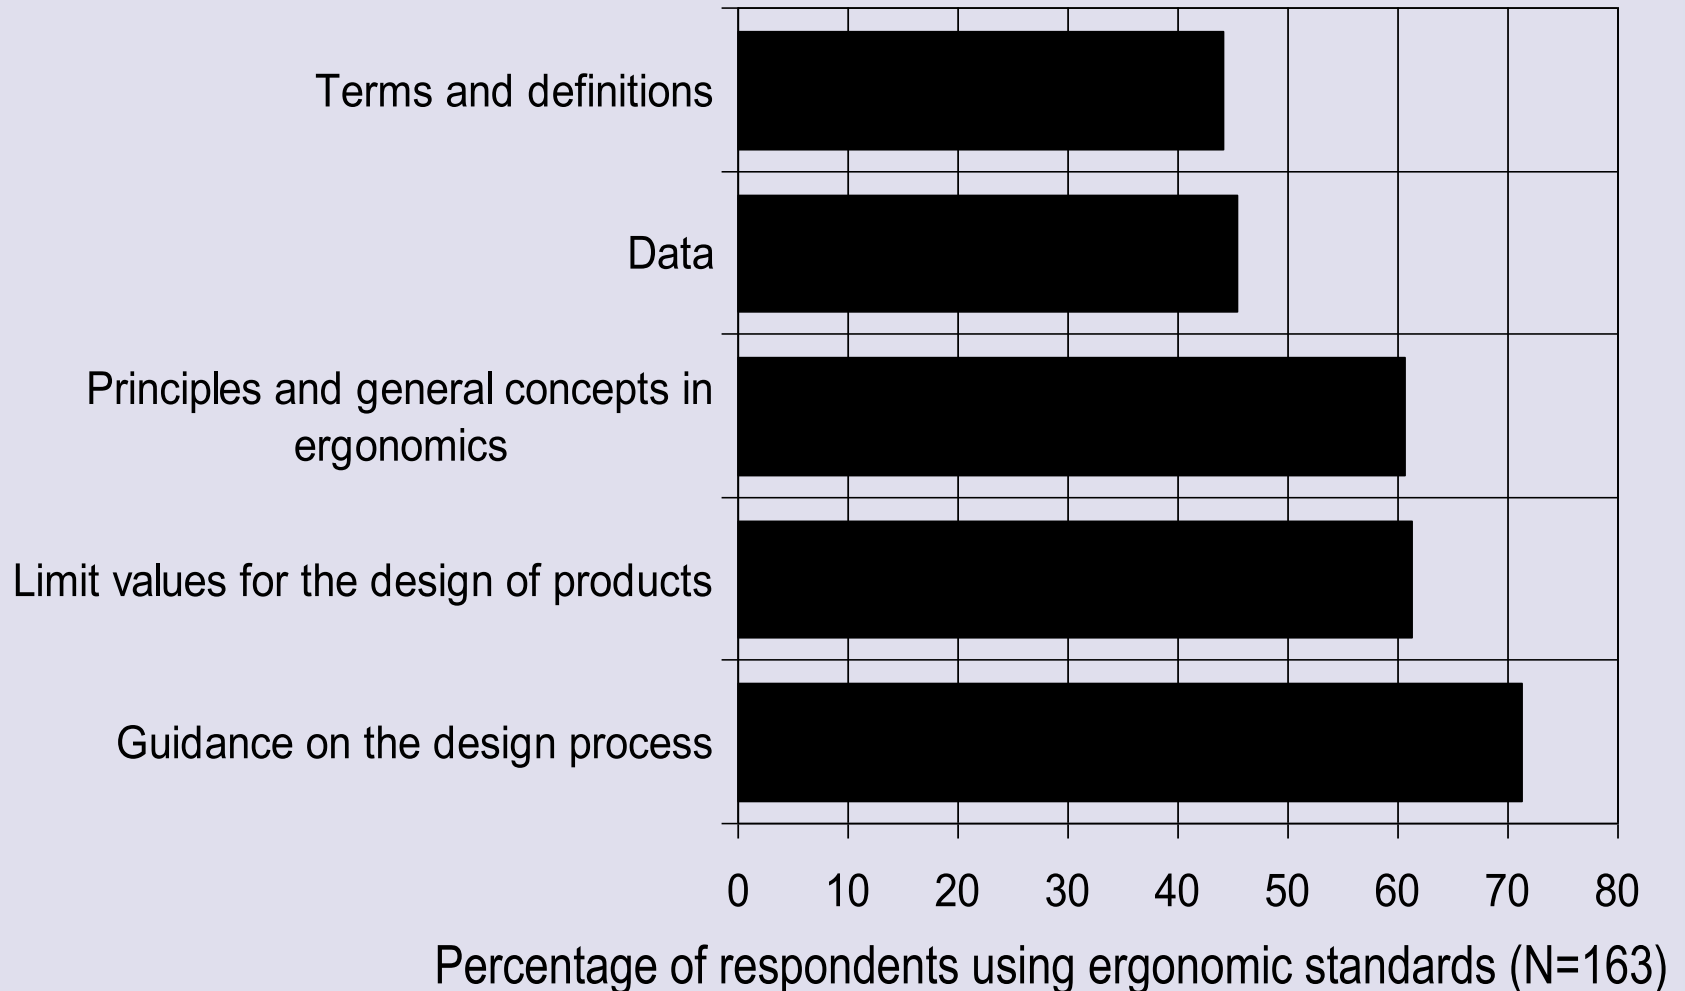 Terms and definitions
Data
Principles and general concepts in
ergonomics
Limit values for the design of products
Guidance on the design process
0 10 20 30 40 50 60 70 80
Percentage of respondents using ergonomic standards (N=163)